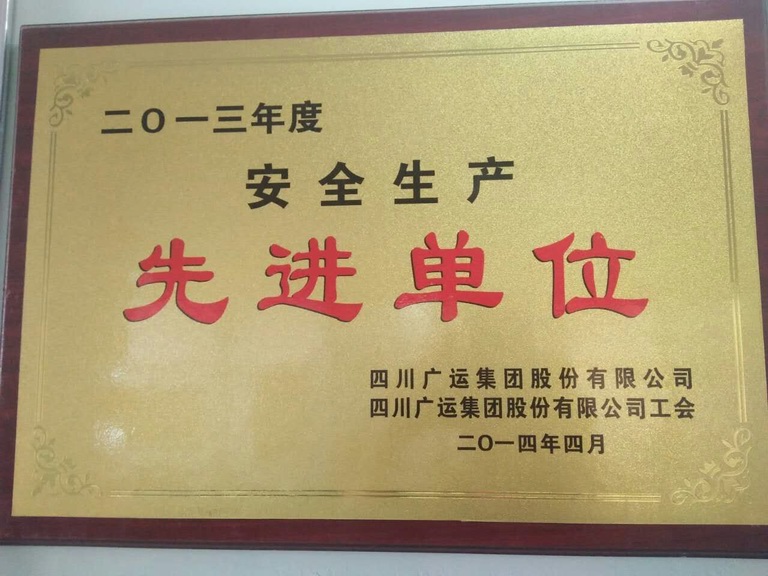 二〇一三年度
安全生产
先进单位
四川广运集团股份有限公司
四川广运集团股份有限公司工会
二〇一四年四月